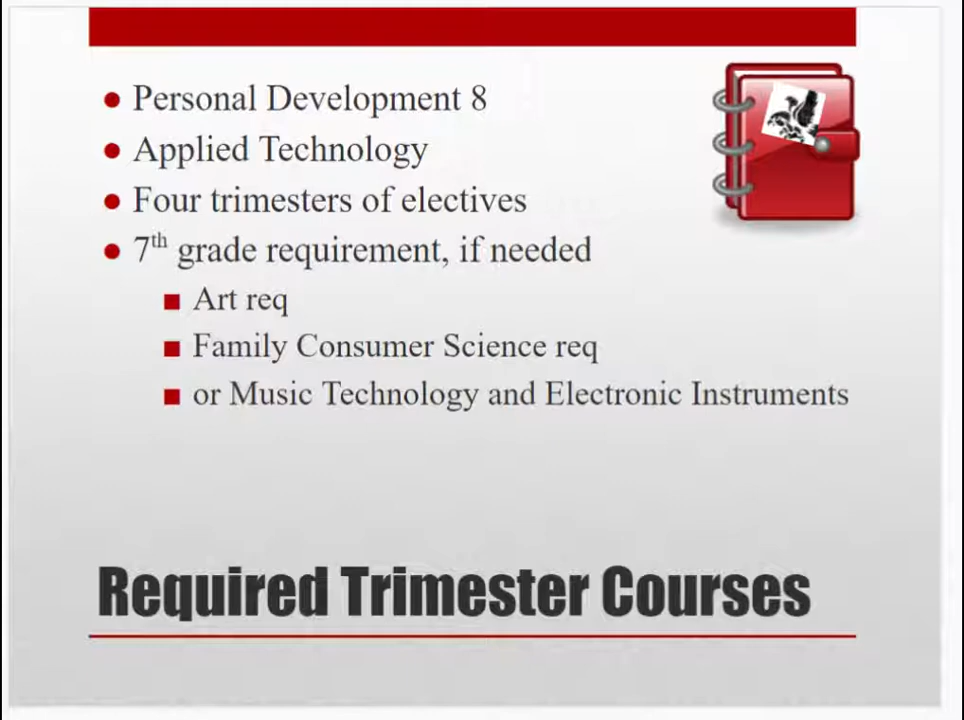 Personal Development 8
Applied Technology
Four trimesters of electives
7th grade requirement, if needed
Art req
Family Consumer Science req
or Music Technology and Electronic Instruments
Required Trimester Courses